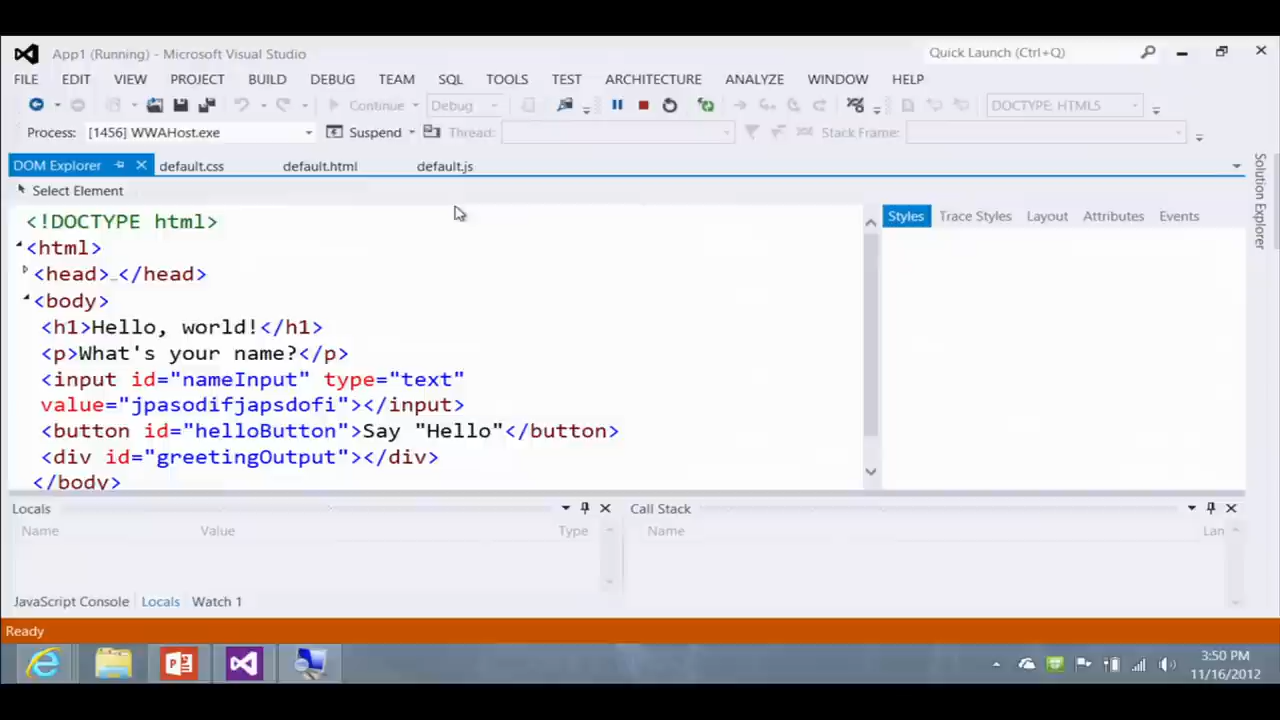 App1 (Running) - Microsoft Visual Studio
Quick Launch (Ctrl+Q)
FILE EDIT VIEW PROJECT BUILD DEBUG TEAM SQL TOOLS TEST ARCHITECTURE ANALYZE WINDOW HELP
Continue Debug DOCTYPE: HTML5
Process: [1456] WWAHost.exe Suspend Thread: Stack Frame:
DOM Explorer default.css default.html default.js
Solution Explorer
Select Element
Styles Trace Styles Layout Attributes Events
<!DOCTYPE html>
<html>
<head>…</head>
<body>
<h1>Hello, world!</h1>
<p>What's your name?</p>
<input id="nameInput" type="text"
value="jpasodifjapsdofi"></input>
<button id="helloButton">Say "Hello"</button>
<div id="greetingOutput"></div>
</body>
Locals Call Stack
Name Value Type Name Lan
JavaScript Console Locals Watch 1
Ready
3:50 PM
11/16/2012